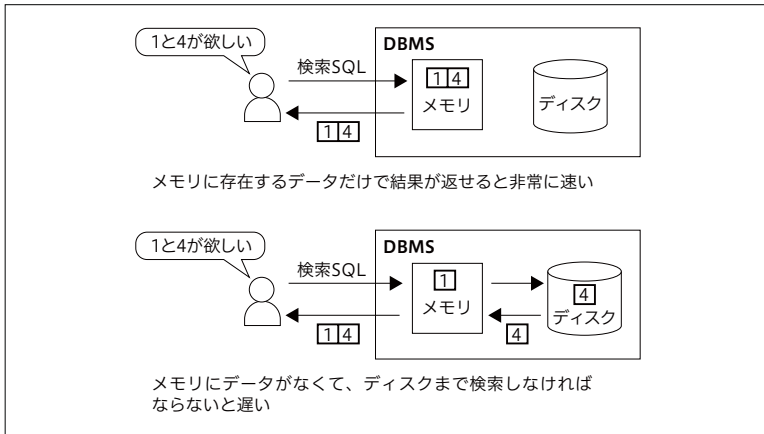 1と4が欲しい
DBMS
検索SQL
1 4
メモリ
ディスク
1 4
メモリに存在するデータだけで結果が返せると非常に速い
1と4が欲しい
DBMS
検索SQL
1
メモリ
4
ディスク
1 4
4
メモリにデータがなくて、ディスクまで検索しなければ
ならないと遅い